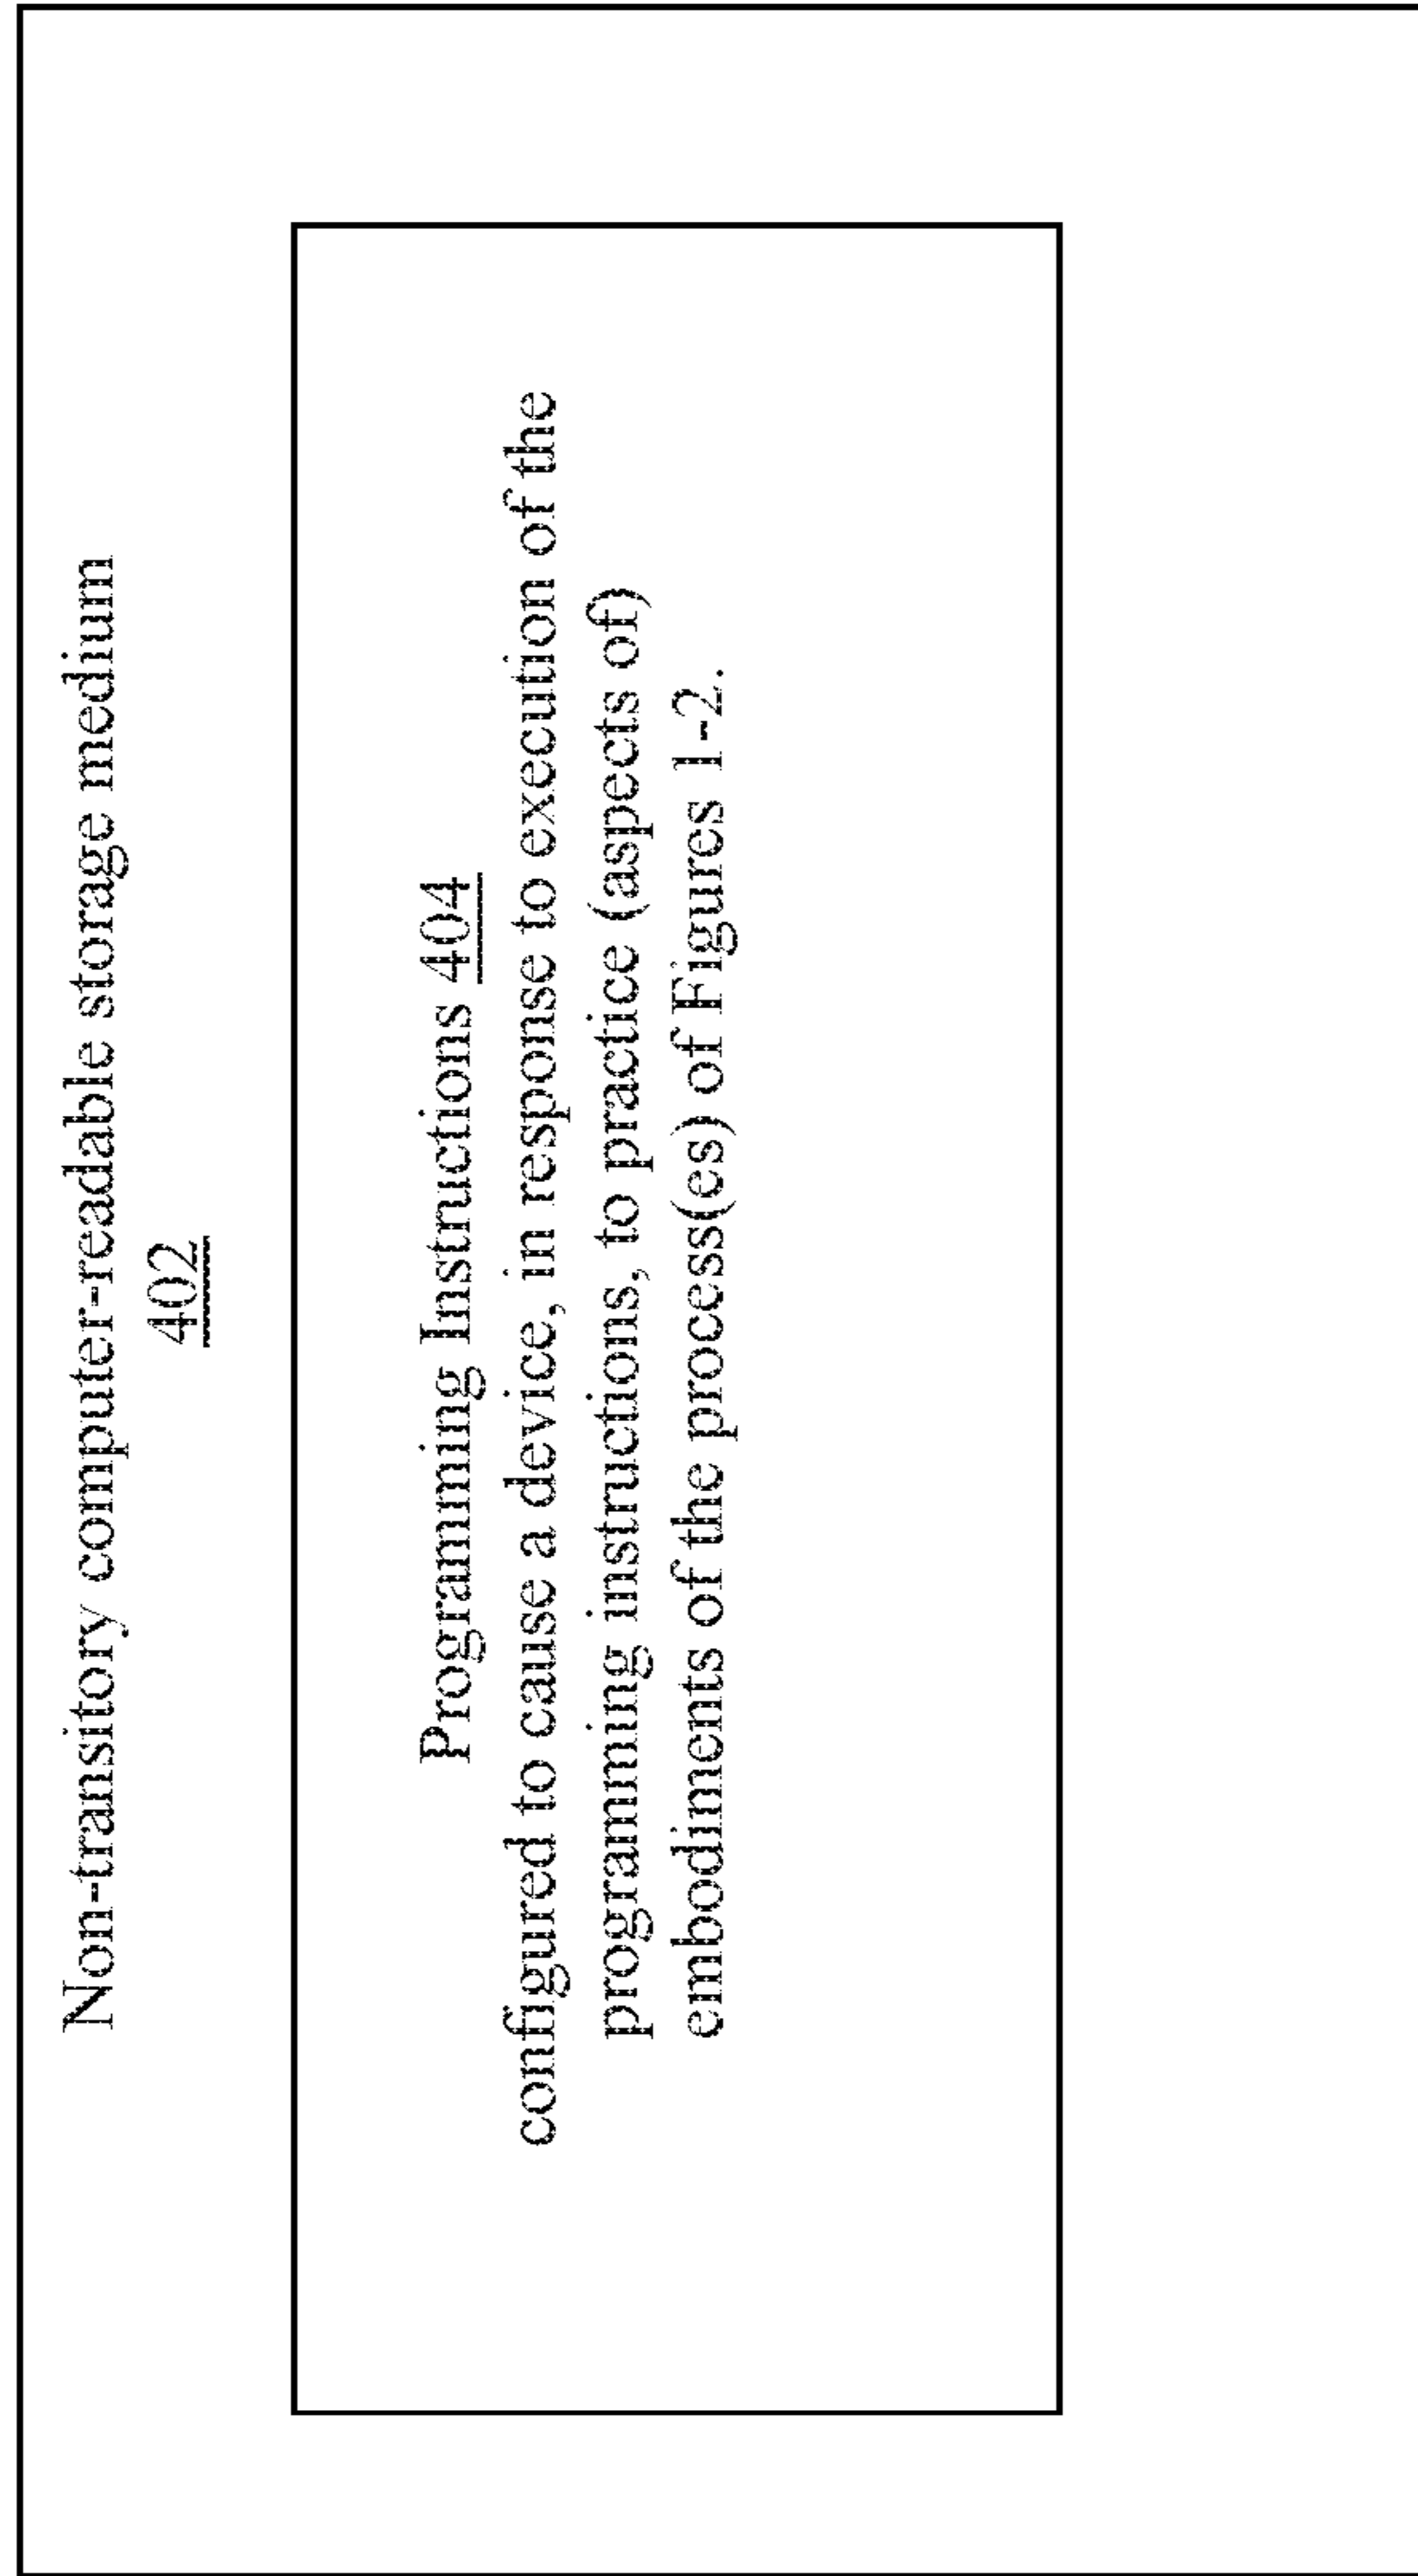 Non-transitory computer-readable storage medium
402
Programming Instructions 404
configured to cause a device, in response to execution of the
programming instructions, to practice (aspects of)
embodiments of the process(es) of Figures 1-2.